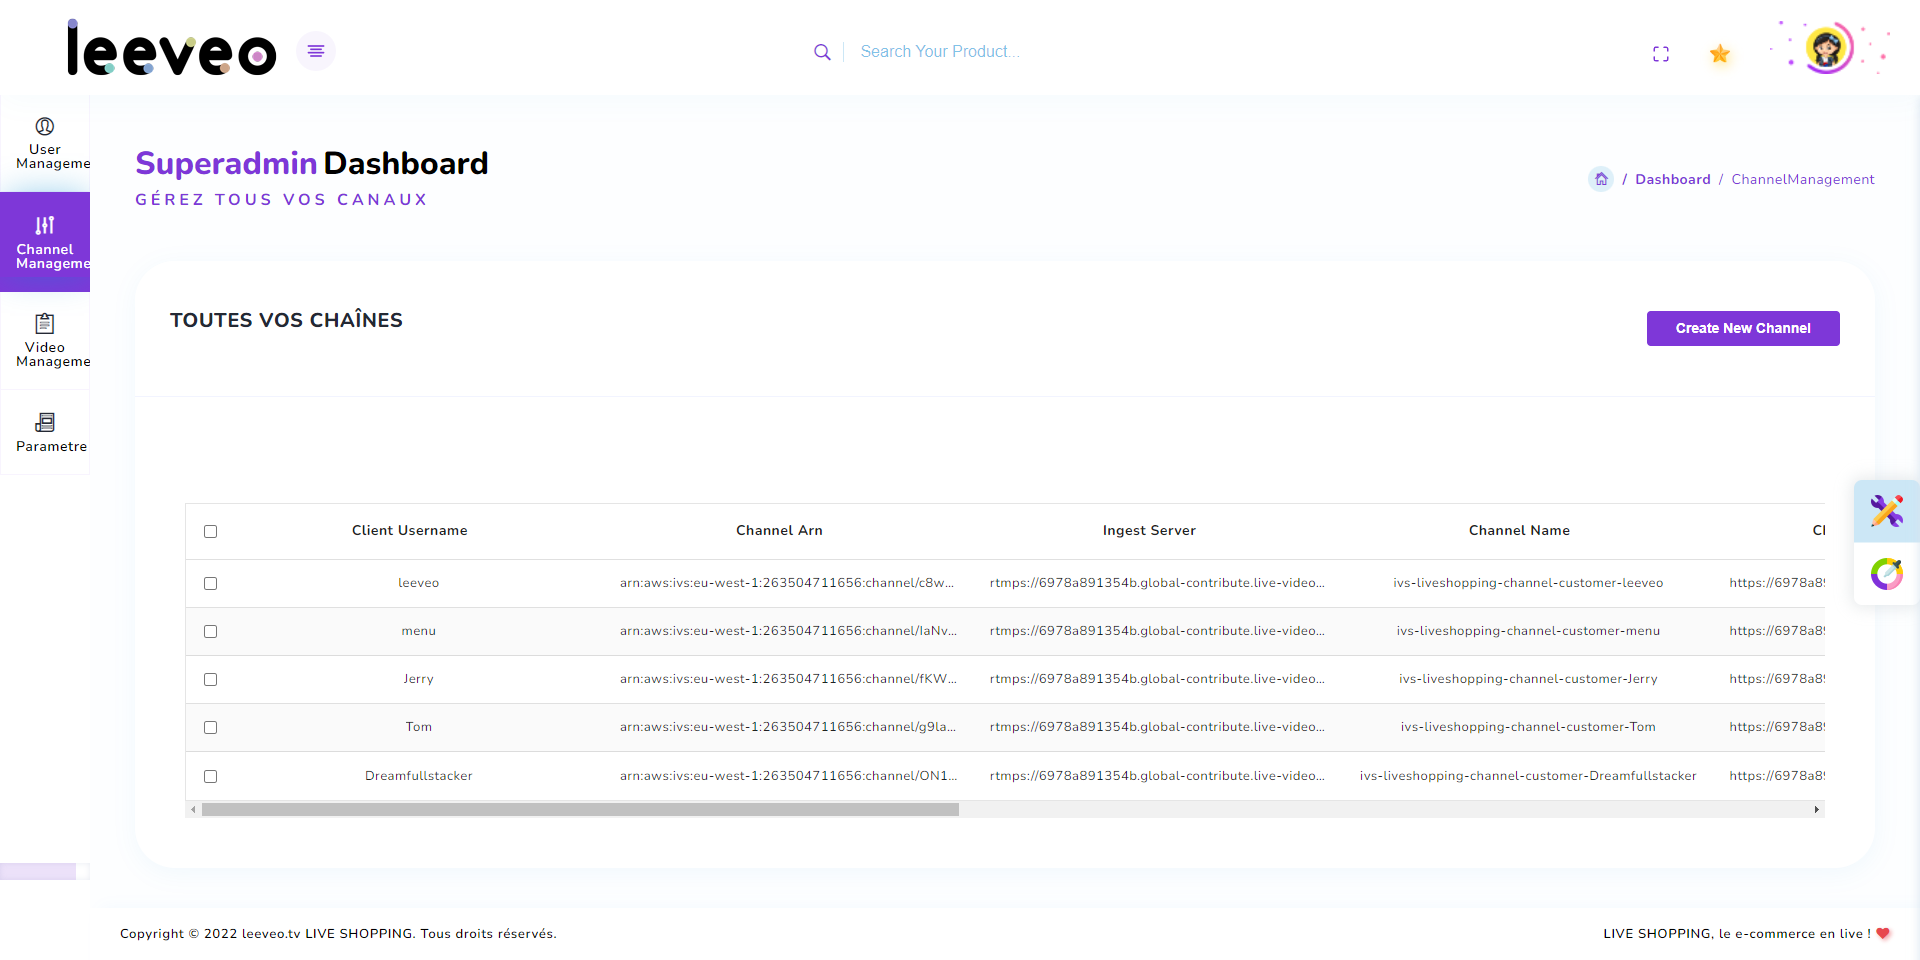 leeveo
Search Your Product...
User
Manageme
Channel
Manageme
Video
Manageme
Parametre
Superadmin Dashboard
GÉREZ TOUS VOS CANAUX
/ Dashboard / ChannelManagement
TOUTES VOS CHAÎNES
Create New Channel
Client Username Channel Arn Ingest Server Channel Name
leeveo arn:aws:ivs:eu-west-1:263504711656:channel/c8w... rtmps://6978a891354b.global-contribute.live-video... ivs-liveshopping-channel-customer-leeveo https://6978a89
menu arn:aws:ivs:eu-west-1:263504711656:channel/IaNv... rtmps://6978a891354b.global-contribute.live-video... ivs-liveshopping-channel-customer-menu https://6978a89
Jerry arn:aws:ivs:eu-west-1:263504711656:channel/fKW... rtmps://6978a891354b.global-contribute.live-video... ivs-liveshopping-channel-customer-Jerry https://6978a89
Tom arn:aws:ivs:eu-west-1:263504711656:channel/g9la... rtmps://6978a891354b.global-contribute.live-video... ivs-liveshopping-channel-customer-Tom https://6978a89
Dreamfullstacker arn:aws:ivs:eu-west-1:263504711656:channel/ON1... rtmps://6978a891354b.global-contribute.live-video... ivs-liveshopping-channel-customer-Dreamfullstacker https://6978a89
Copyright © 2022 leeveo.tv LIVE SHOPPING. Tous droits réservés.
LIVE SHOPPING, le e-commerce en live !